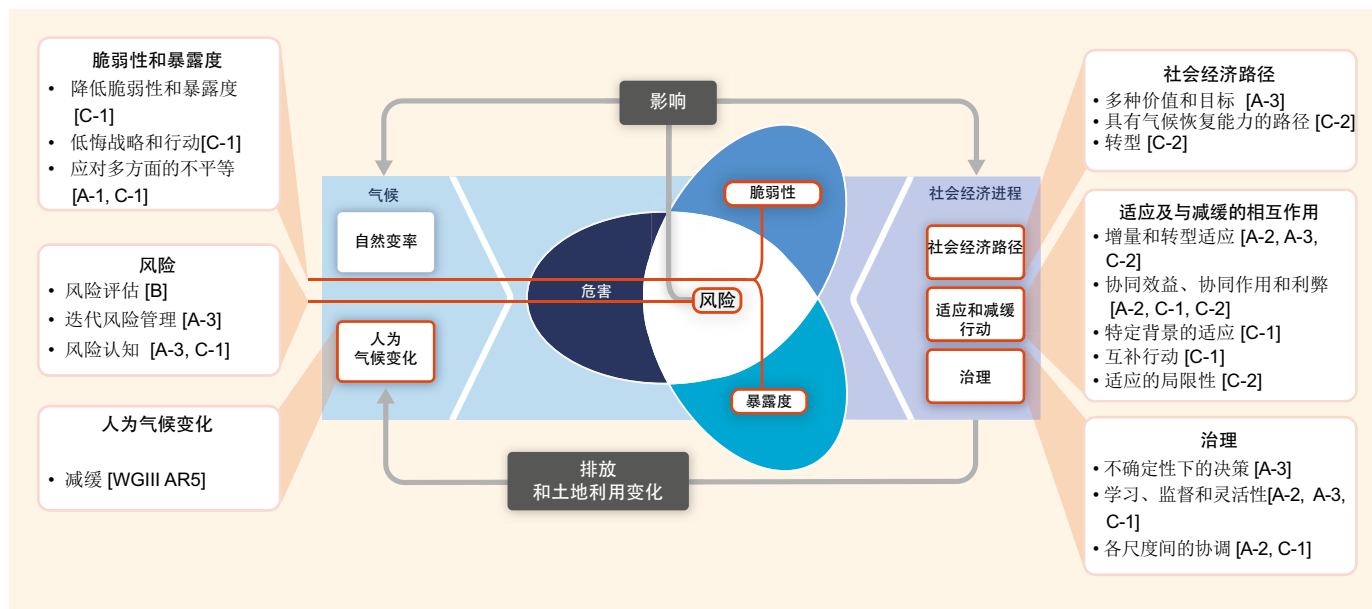 脆弱性和暴露度
• 降低脆弱性和暴露度
[C-1]
• 低悔战略和行动[C-1]
• 应对多方面的不平等
[A-1, C-1]
风险
• 风险评估 [B]
• 迭代风险管理 [A-3]
• 风险认知 [A-3, C-1]
人为气候变化
• 减缓 [WGIII AR5]
影响
气候
自然变率
人为
气候变化
危害
脆弱性
风险
暴露度
社会经济进程
社会经济路径
适应和减缓
行动
治理
排放
和土地利用变化
社会经济路径
• 多种价值和目标 [A-3]
• 具有气候恢复能力的路径 [C-2]
• 转型 [C-2]
适应及与减缓的相互作用
• 增量和转型适应 [A-2, A-3,
C-2]
• 协同效益、协同作用和利弊
[A-2, C-1, C-2]
• 特定背景的适应 [C-1]
• 互补行动 [C-1]
• 适应的局限性 [C-2]
治理
• 不确定性下的决策 [A-3]
• 学习、监督和灵活性[A-2, A-3,
C-1]
• 各尺度间的协调 [A-2, C-1]